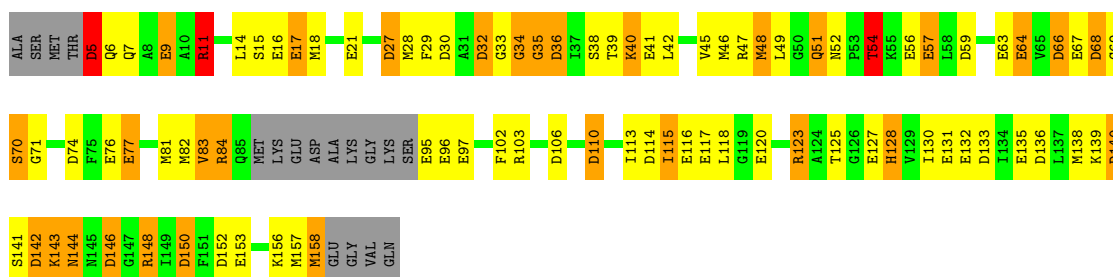 ALA
SER
MET
THR
D5
Q6
Q7
A8
E9
A10
R11
L14
S15
E16
E17
M18
E21
D27
M28
F29
D30
A31
D32
G33
G34
G35
D36
I37
S38
T39
K40
E41
L42
V45
M46
R47
M48
L49
G50
Q51
N52
P53
T54
K55
E56
E57
L58
D59
E63
E64
V65
D66
E67
D68
S70
G71
D74
F75
E76
E77
M81
M82
V83
R84
Q85
MET
LYS
GLU
ASP
ALA
LYS
GLY
LYS
SER
E95
E96
E97
F102
R103
D106
D110
I113
D114
I115
E116
E117
L118
G119
E120
R123
A124
T125
G126
E127
H128
V129
I130
E131
E132
D133
I134
E135
D136
L137
M138
K139
S141
D142
K143
N144
N145
D146
G147
R148
I149
D150
F151
D152
E153
K156
M157
M158
GLU
GLY
VAL
GLN